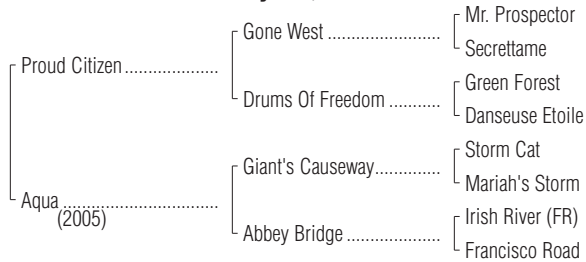 Mr. Prospector
Gone West ....................
Secrettame
Proud Citizen ....................
Green Forest
Drums Of Freedom ...........
Danseuse Etoile
Storm Cat
Giant's Causeway..............
Mariah's Storm
Aqua .................................
(2005)
Irish River (FR)
Abbey Bridge .................
Francisco Road